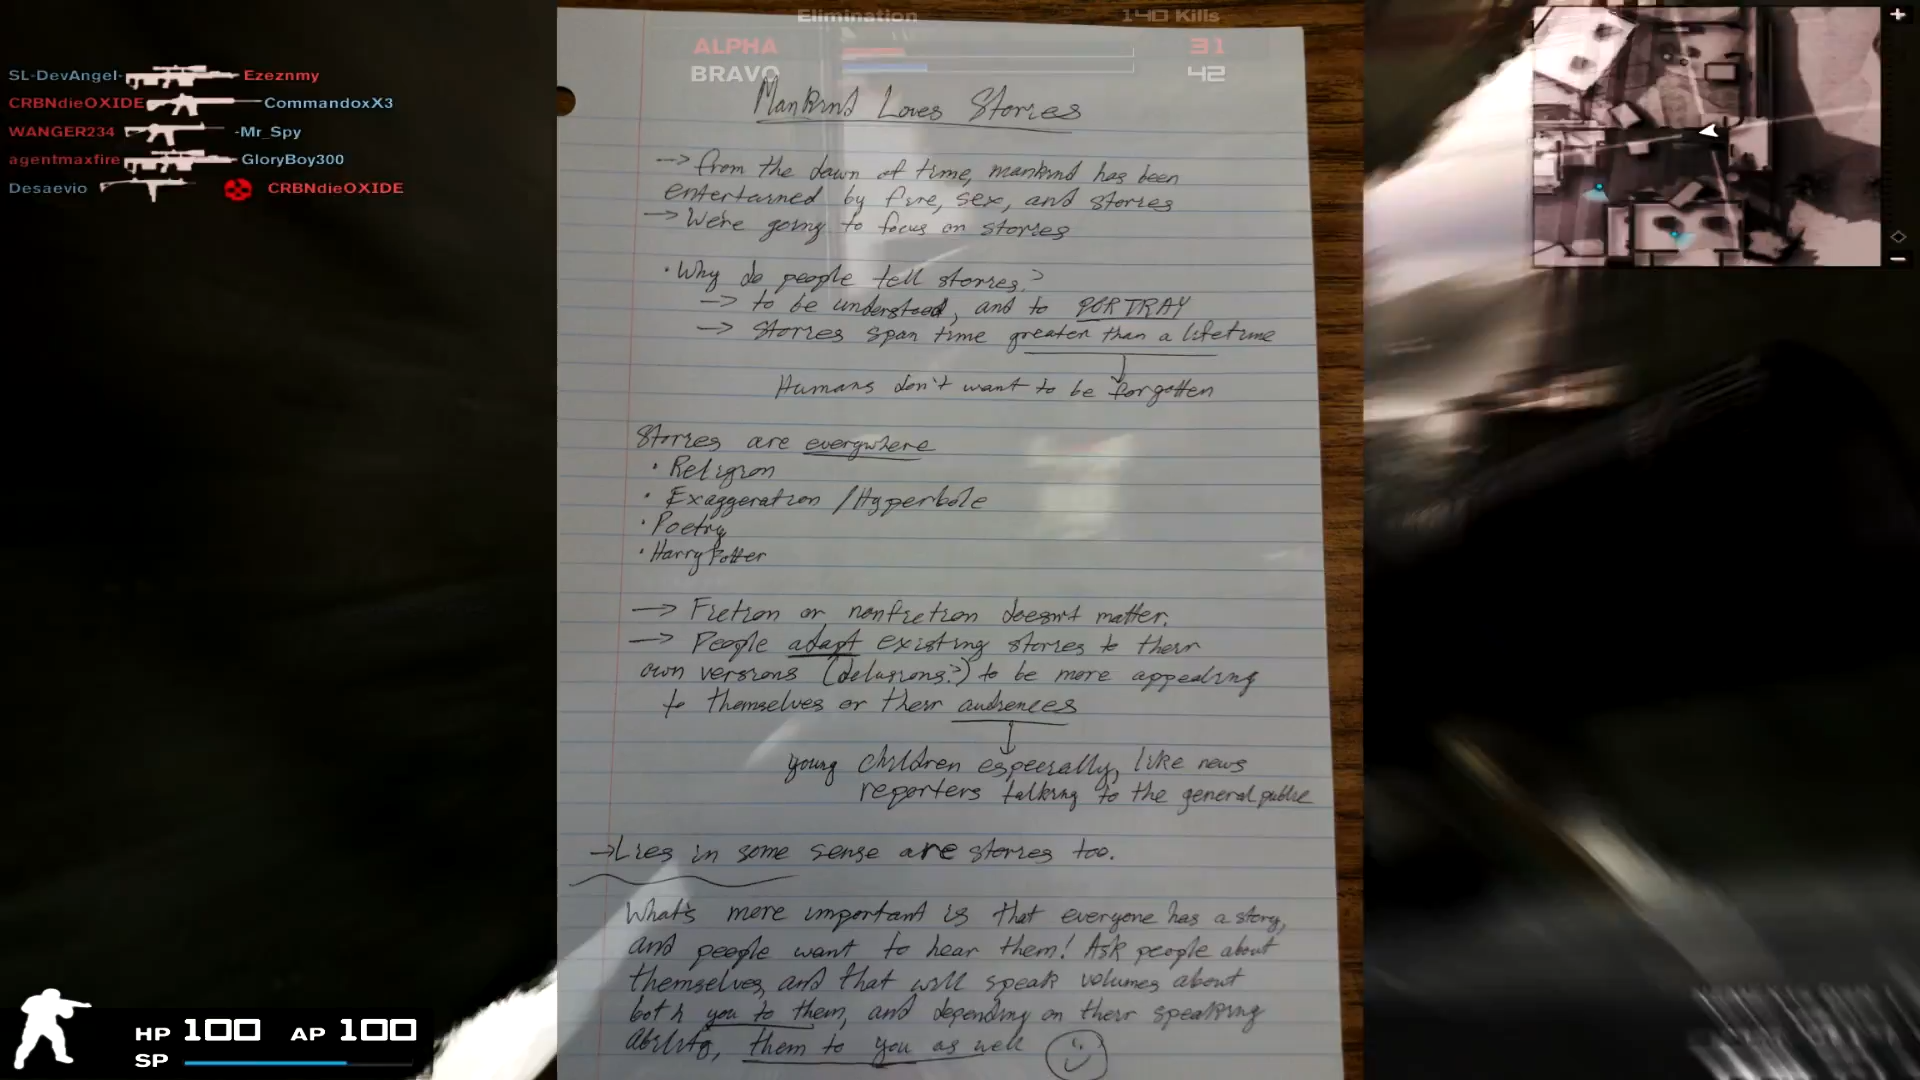 Elimination
140 Kills
ALPHA 31
BRAVO 42
SL-DevAngel- Ezeznmy
CRBNdieOXIDE CommandoxX3
WANGER234 -Mr_Spy
agentmaxfire GloryBoy300
Desaevio CRBNdieOXIDE
Mankind Loves Stories
--> from the dawn of time, mankind has been
entertained by fire, sex, and stories
--> We're going to focus on stories
• Why do people tell stories?
--> to be understood, and to PORTRAY
--> Stories span time greater than a lifetime
Humans don't want to be forgotten
Stories are everywhere
• Religion
• Exaggeration / Hyperbole
• Poetry
• Harry Potter
--> Fiction or nonfiction doesn't matter.
--> People adapt existing stories to their
own versions (delusions?) to be more appealing
to themselves or their audiences
young children especially, like news
reporters talking to the general public
-> Lies in some sense are stories too.
What's more important is that everyone has a story,
and people want to hear them! Ask people about
themselves, and that will speak volumes about
both you to them, and depending on their speaking
ability, them to you as well
HP 100 AP 100
SP